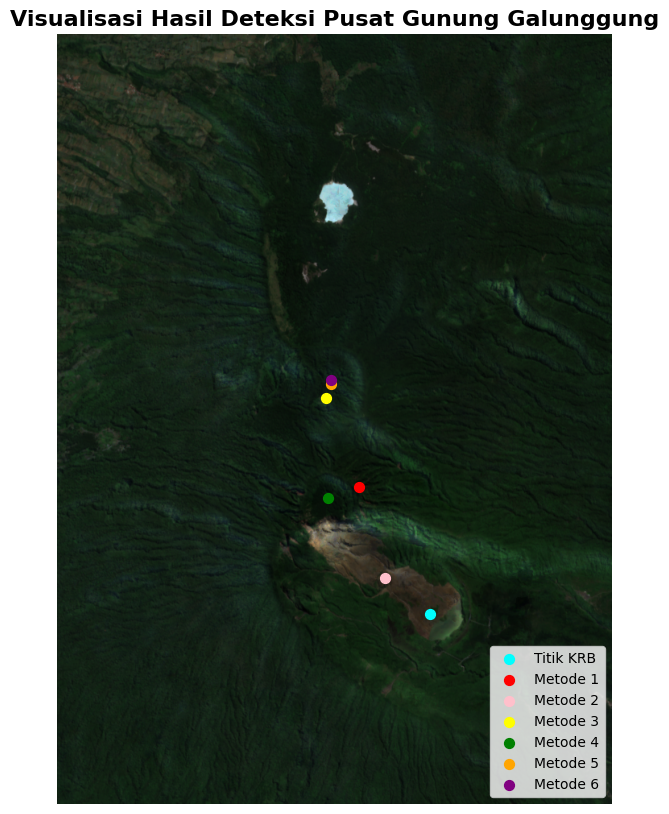 Visualisasi Hasil Deteksi Pusat Gunung Galunggung
Titik KRB
Metode 1
Metode 2
Metode 3
Metode 4
Metode 5
Metode 6